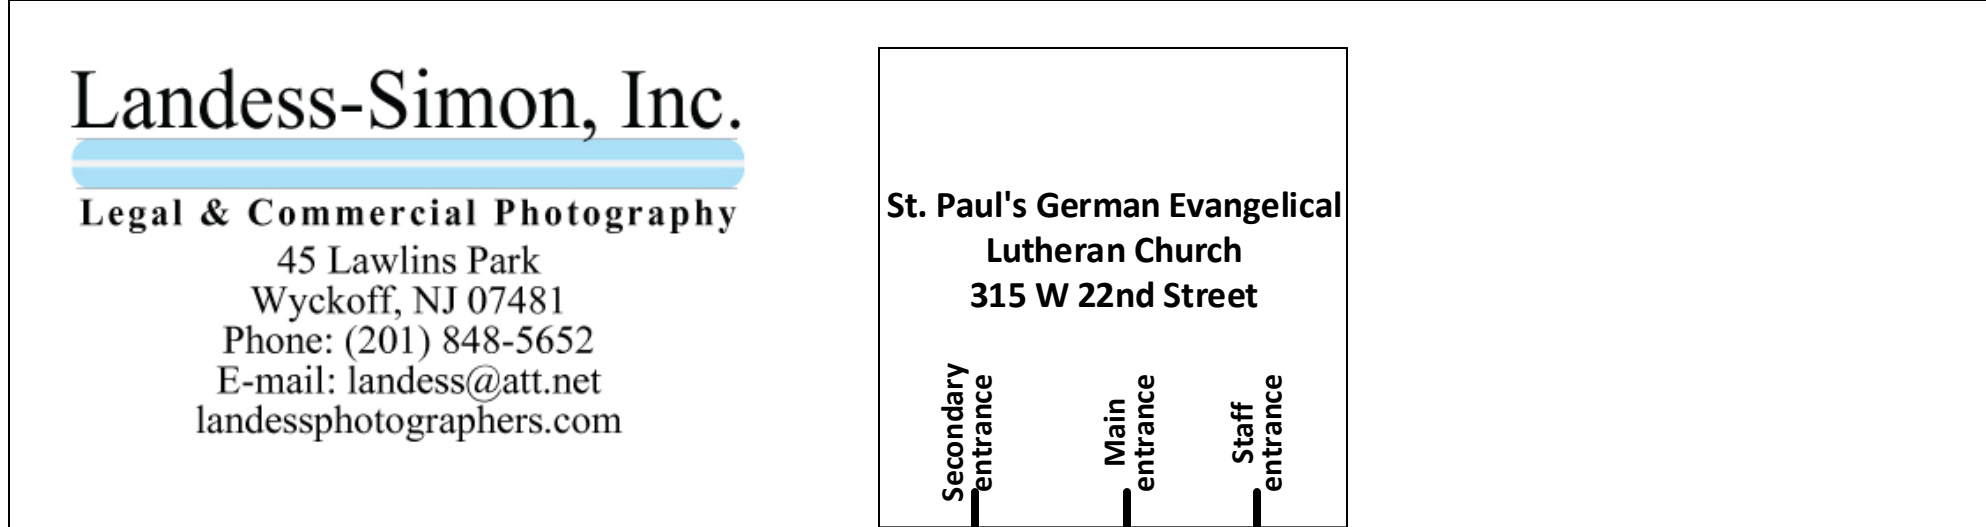 Landess-Simon, Inc.
Legal & Commercial Photography
45 Lawlins Park
Wyckoff, NJ 07481
Phone: (201) 848-5652
E-mail: landess@att.net
landessphotographers.com
St. Paul's German Evangelical
Lutheran Church
315 W 22nd Street
Secondary
entrance
Main
entrance
Staff
entrance